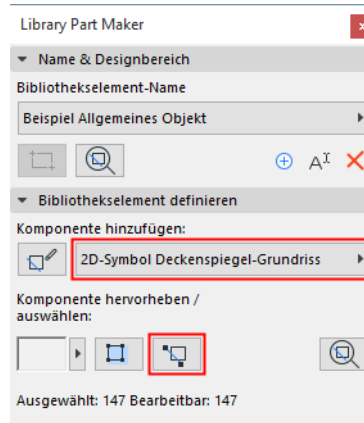 Library Part Maker
Name & Designbereich
Bibliothekselement-Name
Beispiel Allgemeines Objekt
Bibliothekselement definieren
Komponente hinzufügen:
2D-Symbol Deckenspiegel-Grundriss
Komponente hervorheben /
auswählen:
Ausgewählt: 147 Bearbeitbar: 147